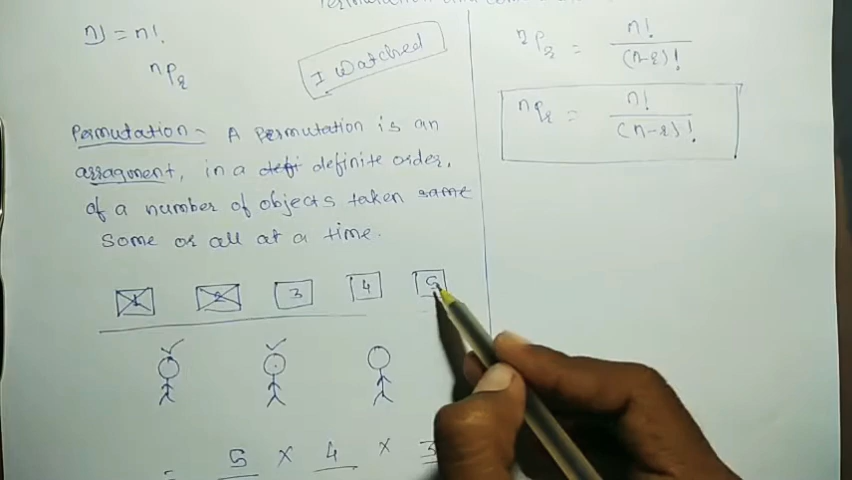 n⌋ = n!
nPr
I watched
Permutation - A Permutation is an
arragement, in a defi definite order,
of a number of objects taken same
some or all at a time.
1 2 3 4 5
= 5 × 4 × 3
nPr = n! / (n-r)!
nPr = n! / (n-r)!